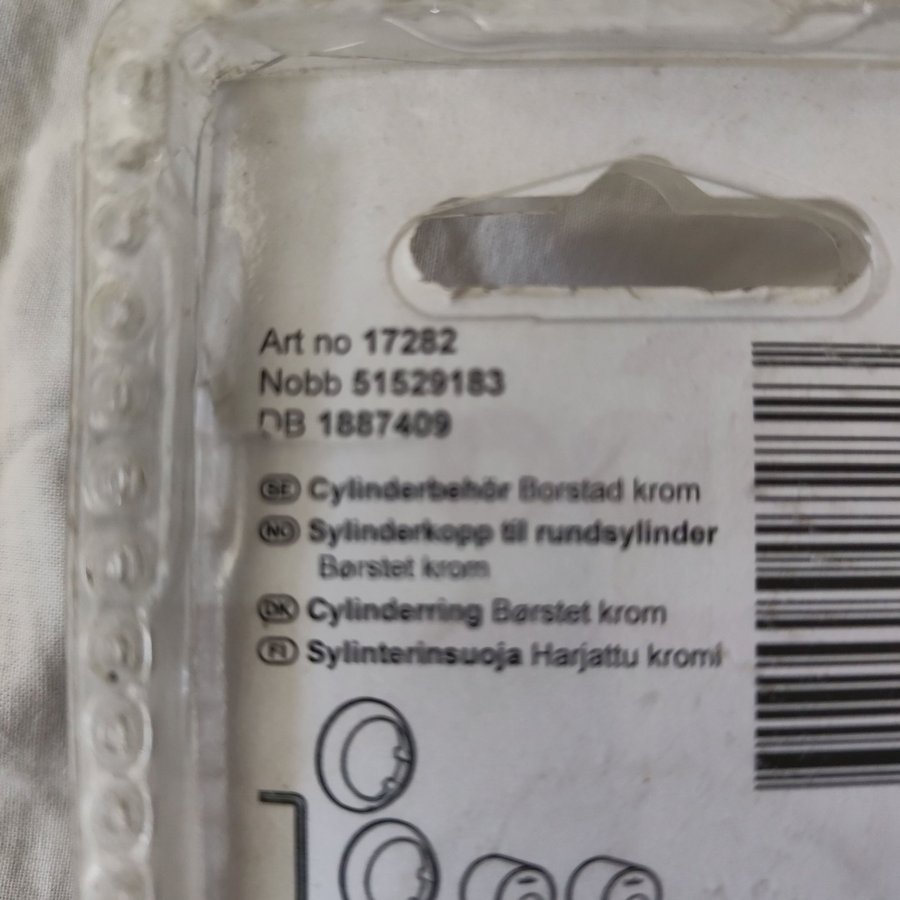 Art no 17282
Nobb 51529183
DB 1887409
SE Cylinderbehör Borstad krom
NO Sylinderkopp til rundsylinder
Børstet krom
DK Cylinderring Børstet krom
FI Sylinterinsuoja Harjattu kromi